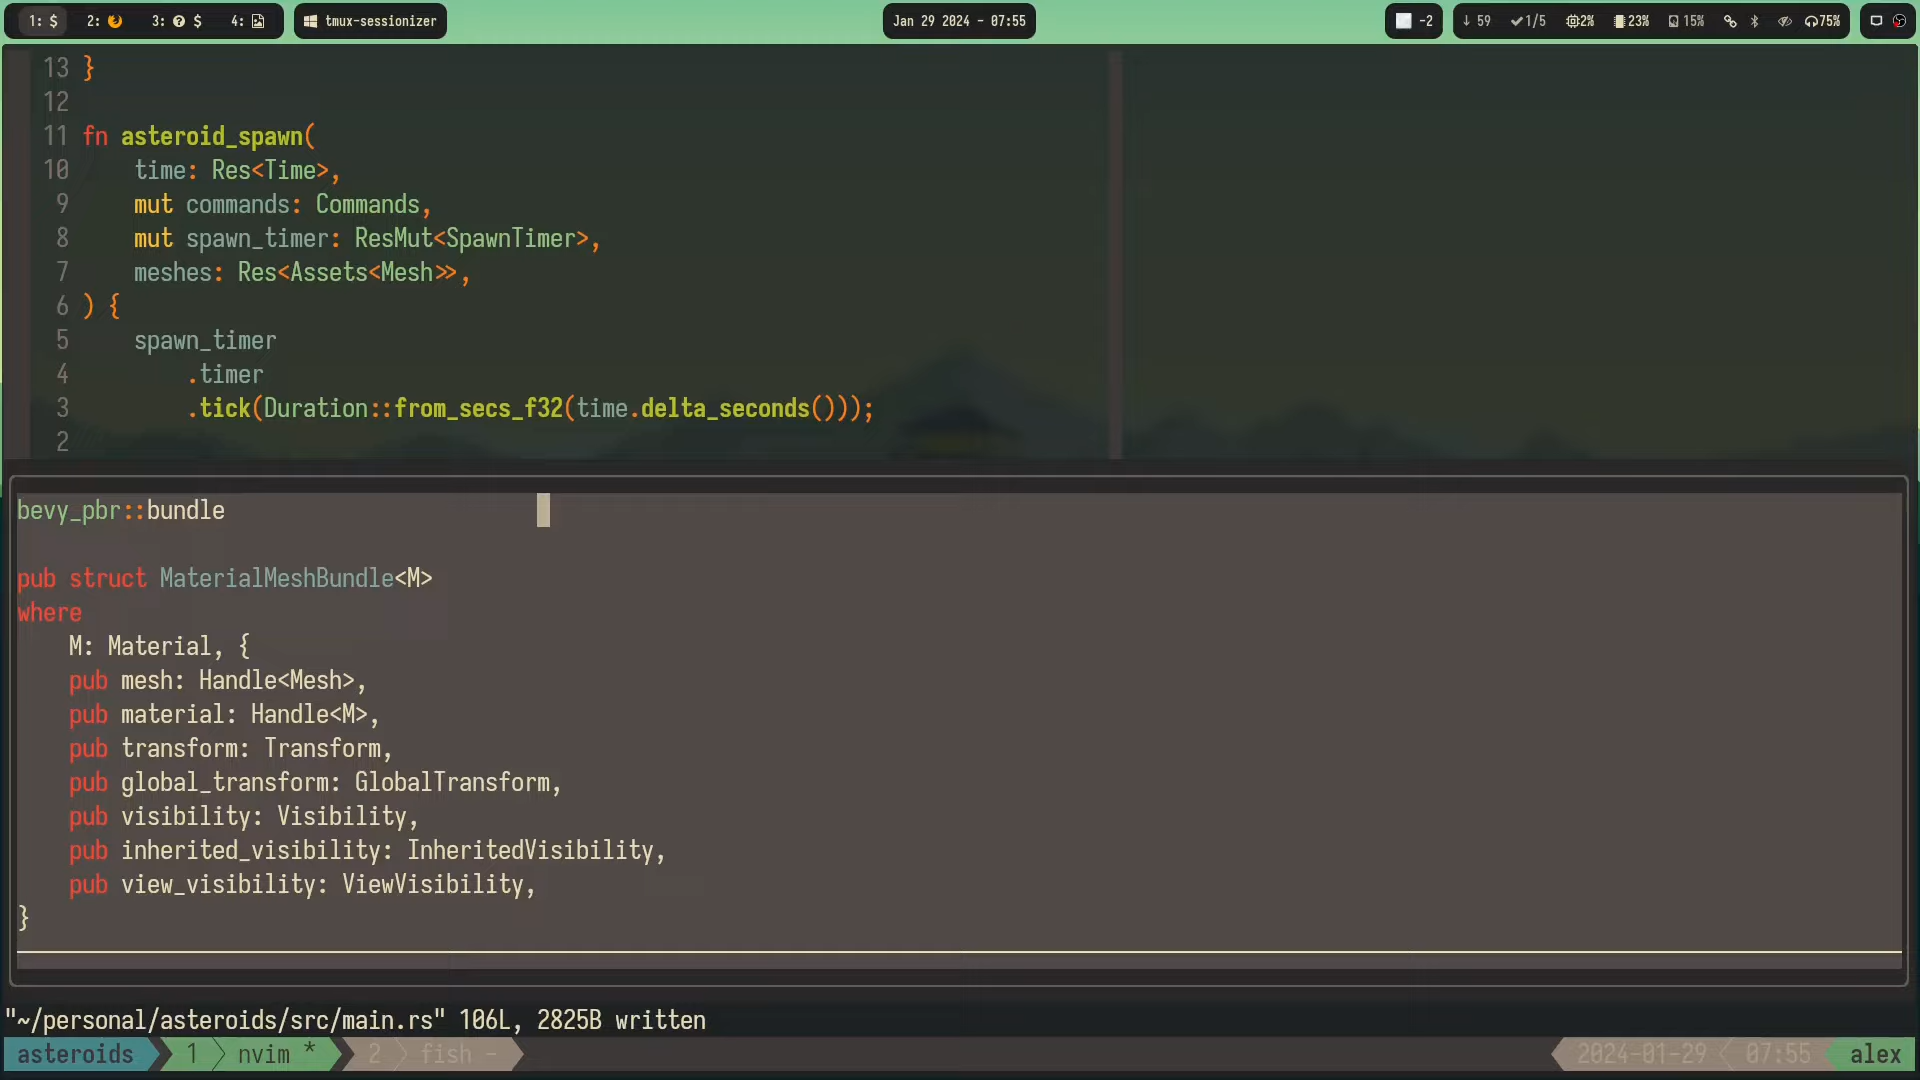 1: $ 2: 3: $ 4: tmux-sessionizer Jan 29 2024 - 07:55 -2 ↓ 59 ✓1/5 2% 23% 15% 75%
13 }
12
11 fn asteroid_spawn(
10 time: Res<Time>,
9 mut commands: Commands,
8 mut spawn_timer: ResMut<SpawnTimer>,
7 meshes: Res<Assets<Mesh>>,
6 ) {
5 spawn_timer
4 .timer
3 .tick(Duration::from_secs_f32(time.delta_seconds()));
2
bevy_pbr::bundle
pub struct MaterialMeshBundle<M>
where
M: Material, {
pub mesh: Handle<Mesh>,
pub material: Handle<M>,
pub transform: Transform,
pub global_transform: GlobalTransform,
pub visibility: Visibility,
pub inherited_visibility: InheritedVisibility,
pub view_visibility: ViewVisibility,
}
"~/personal/asteroids/src/main.rs" 106L, 2825B written
asteroids 1 nvim * 2 fish - 2024-01-29 07:55 alex